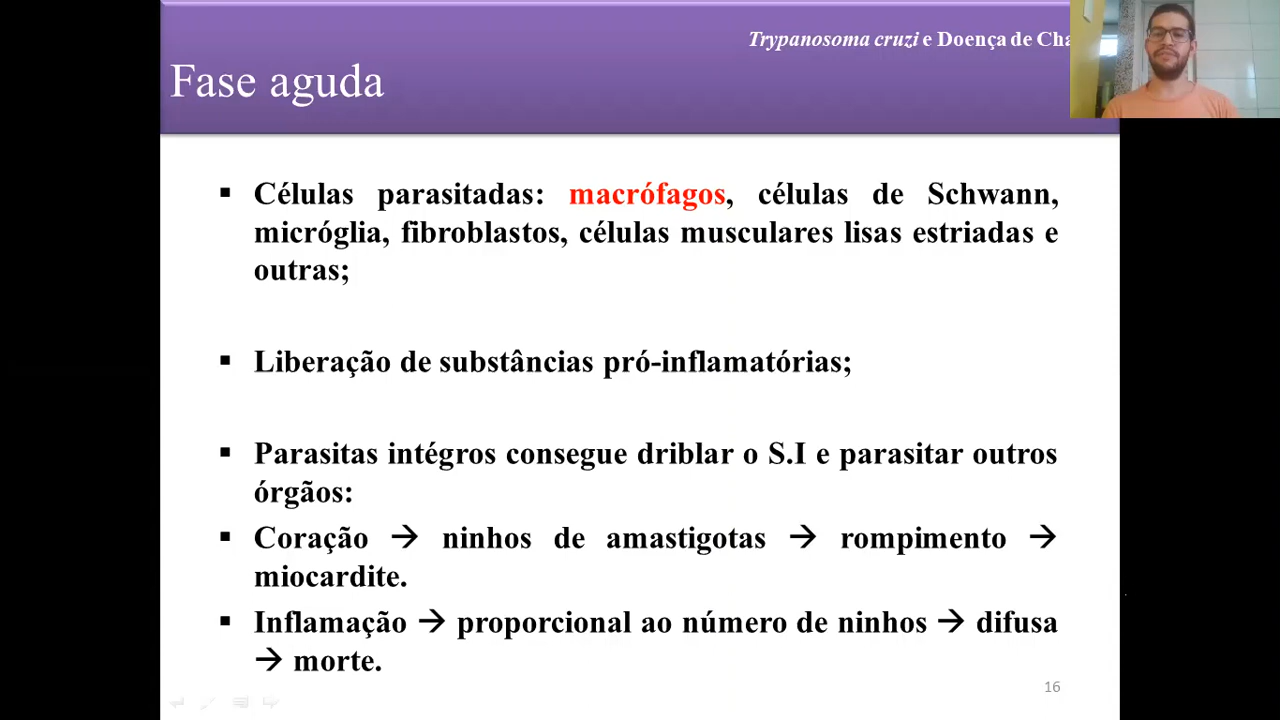 Trypanosoma cruzi e Doença de Cha
Fase aguda
▪ Células parasitadas: macrófagos, células de Schwann,
micróglia, fibroblastos, células musculares lisas estriadas e
outras;
▪ Liberação de substâncias pró-inflamatórias;
▪ Parasitas intégros consegue driblar o S.I e parasitar outros
órgãos:
▪ Coração → ninhos de amastigotas → rompimento →
miocardite.
▪ Inflamação → proporcional ao número de ninhos → difusa
→ morte.
16